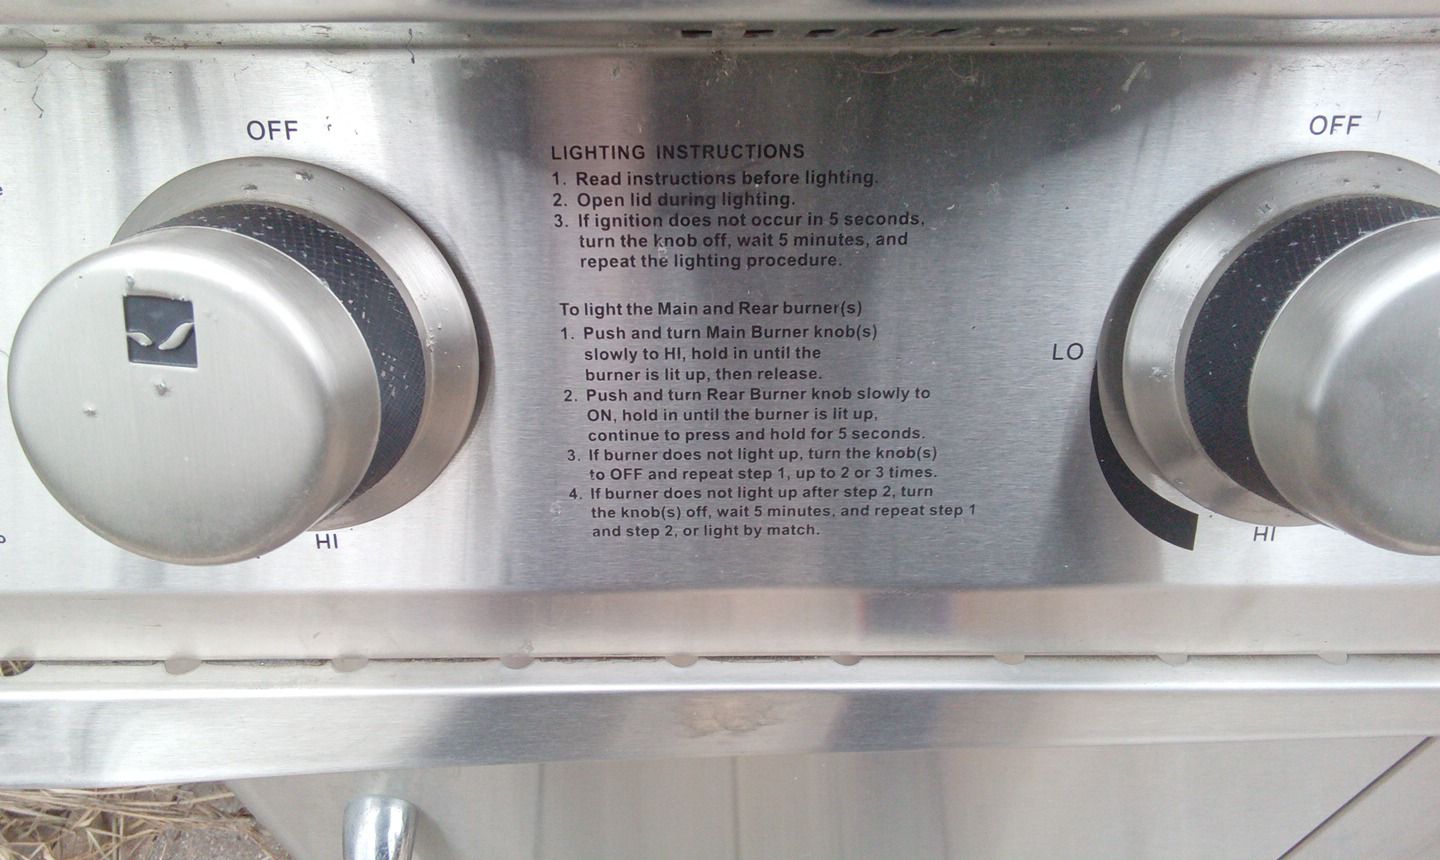 OFF
OFF
LIGHTING INSTRUCTIONS
1. Read instructions before lighting.
2. Open lid during lighting.
3. If ignition does not occur in 5 seconds,
turn the knob off, wait 5 minutes, and
repeat the lighting procedure.
To light the Main and Rear burner(s)
1. Push and turn Main Burner knob(s)
slowly to HI, hold in until the
burner is lit up, then release.
2. Push and turn Rear Burner knob slowly to
ON, hold in until the burner is lit up,
continue to press and hold for 5 seconds.
3. If burner does not light up, turn the knob(s)
to OFF and repeat step 1, up to 2 or 3 times.
4. If burner does not light up after step 2, turn
the knob(s) off, wait 5 minutes, and repeat step 1
and step 2, or light by match.
LO
HI
HI